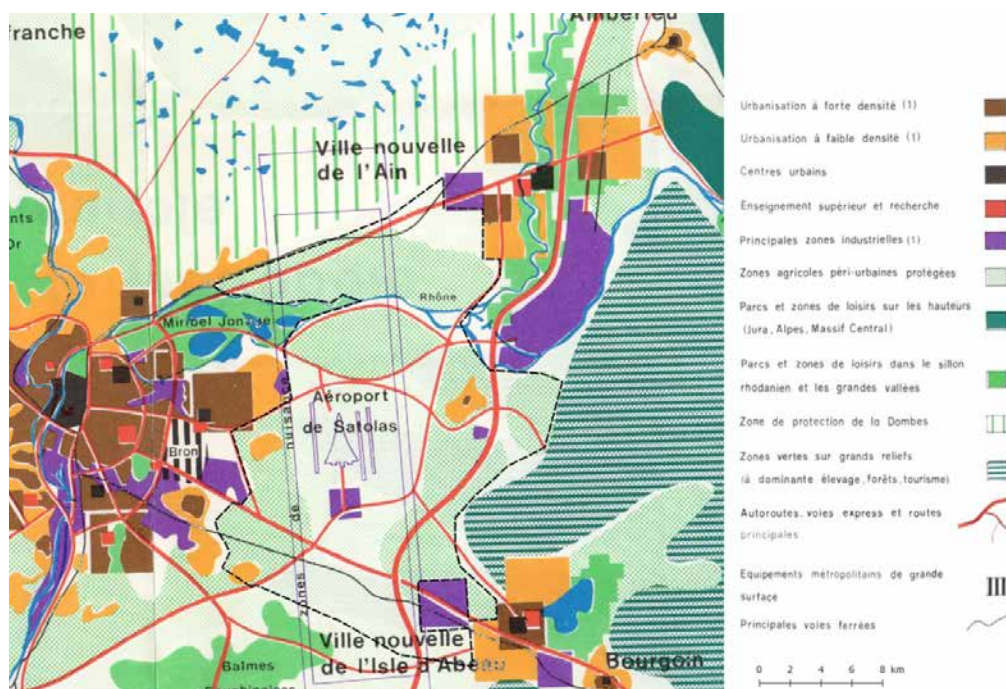 franche
Ambérieu
Ville nouvelle
de l'Ain
nts
Or
Rhône
Miribel Jonage
Aéroport
de Satolas
Bron
zones de nuisance
Ville nouvelle
de l'Isle d'Abeau
Bourgoin
Balmes
Urbanisation à forte densité (1)
Urbanisation à faible densité (1)
Centres urbains
Enseignement supérieur et recherche
Principales zones industrielles (1)
Zones agricoles péri-urbaines protégées
Parcs et zones de loisirs sur les hauteurs
(Jura, Alpes, Massif Central)
Parcs et zones de loisirs dans le sillon
rhodanien et les grandes vallées
Zone de protection de la Dombes
Zones vertes sur grands reliefs
(à dominante élevage, forêts, tourisme)
Autoroutes, voies express et routes
principales
Equipements métropolitains de grande
surface
Principales voies ferrées
0 2 4 6 8 km